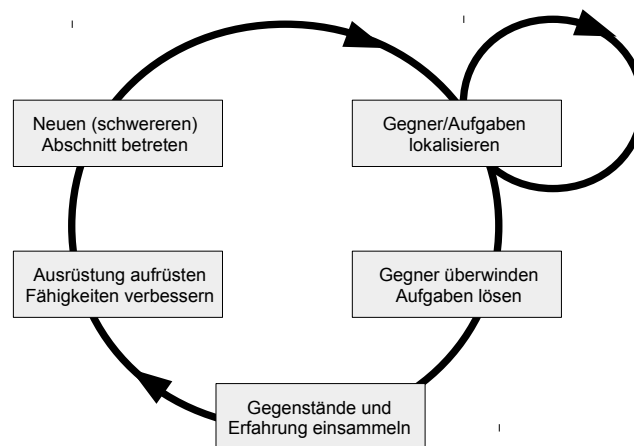 Neuen (schwereren)
Abschnitt betreten
Gegner/Aufgaben
lokalisieren
Ausrüstung aufrüsten
Fähigkeiten verbessern
Gegner überwinden
Aufgaben lösen
Gegenstände und
Erfahrung einsammeln